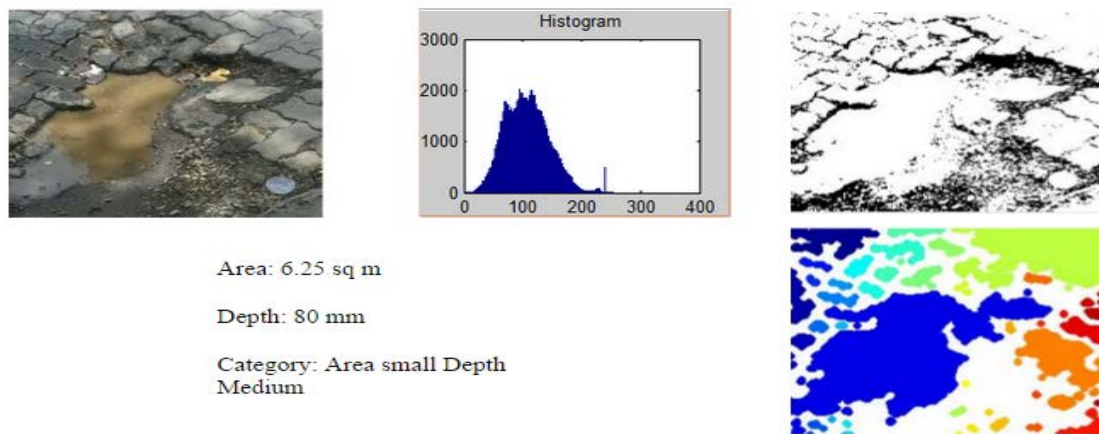 Histogram
3000
2000
1000
0
0 100 200 300 400
Area: 6.25 sq m
Depth: 80 mm
Category: Area small Depth
Medium